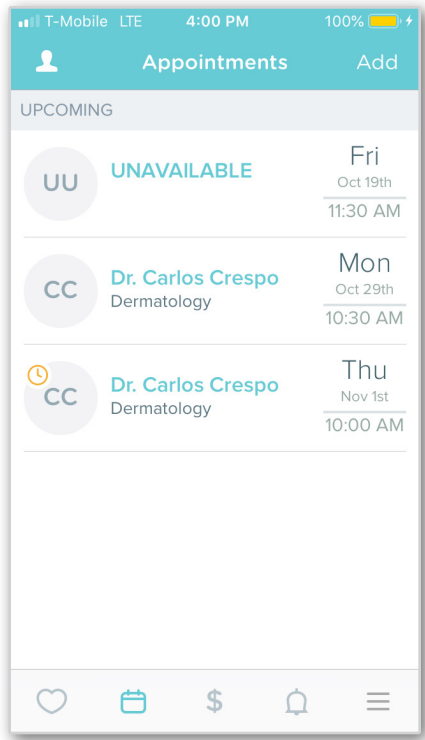 T-Mobile LTE 4:00 PM 100%
Appointments Add
UPCOMING
UU UNAVAILABLE Fri
Oct 19th
11:30 AM
CC Dr. Carlos Crespo Mon
Dermatology Oct 29th
10:30 AM
CC Dr. Carlos Crespo Thu
Dermatology Nov 1st
10:00 AM
$